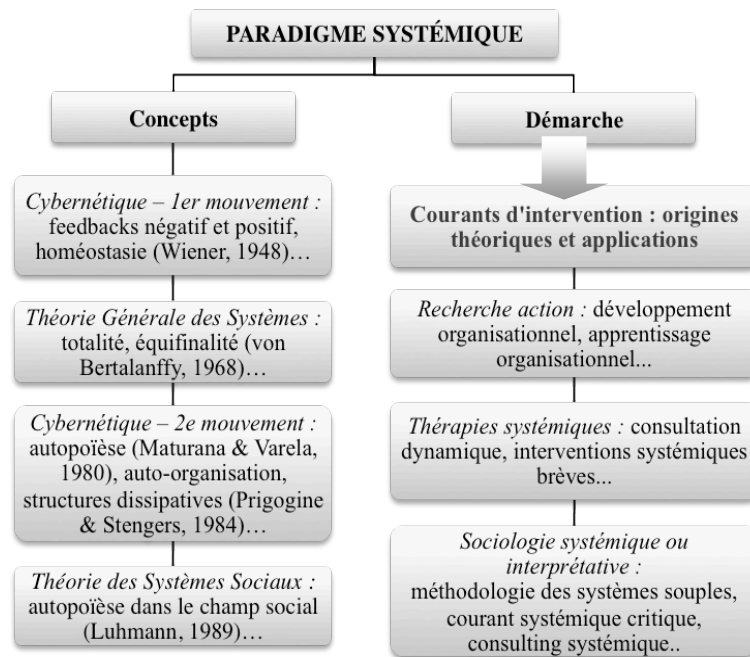 PARADIGME SYSTÉMIQUE
Concepts
Cybernétique – 1er mouvement :
feedbacks négatif et positif,
homéostasie (Wiener, 1948)…
Théorie Générale des Systèmes :
totalité, équifinalité (von
Bertalanffy, 1968)…
Cybernétique – 2e mouvement :
autopoïèse (Maturana & Varela,
1980), auto-organisation,
structures dissipatives (Prigogine
& Stengers, 1984)…
Théorie des Systèmes Sociaux :
autopoïèse dans le champ social
(Luhmann, 1989)…
Démarche
Courants d'intervention : origines
théoriques et applications
Recherche action : développement
organisationnel, apprentissage
organisationnel...
Thérapies systémiques : consultation
dynamique, interventions systémiques
brèves...
Sociologie systémique ou
interprétative :
méthodologie des systèmes souples,
courant systémique critique,
consulting systémique..